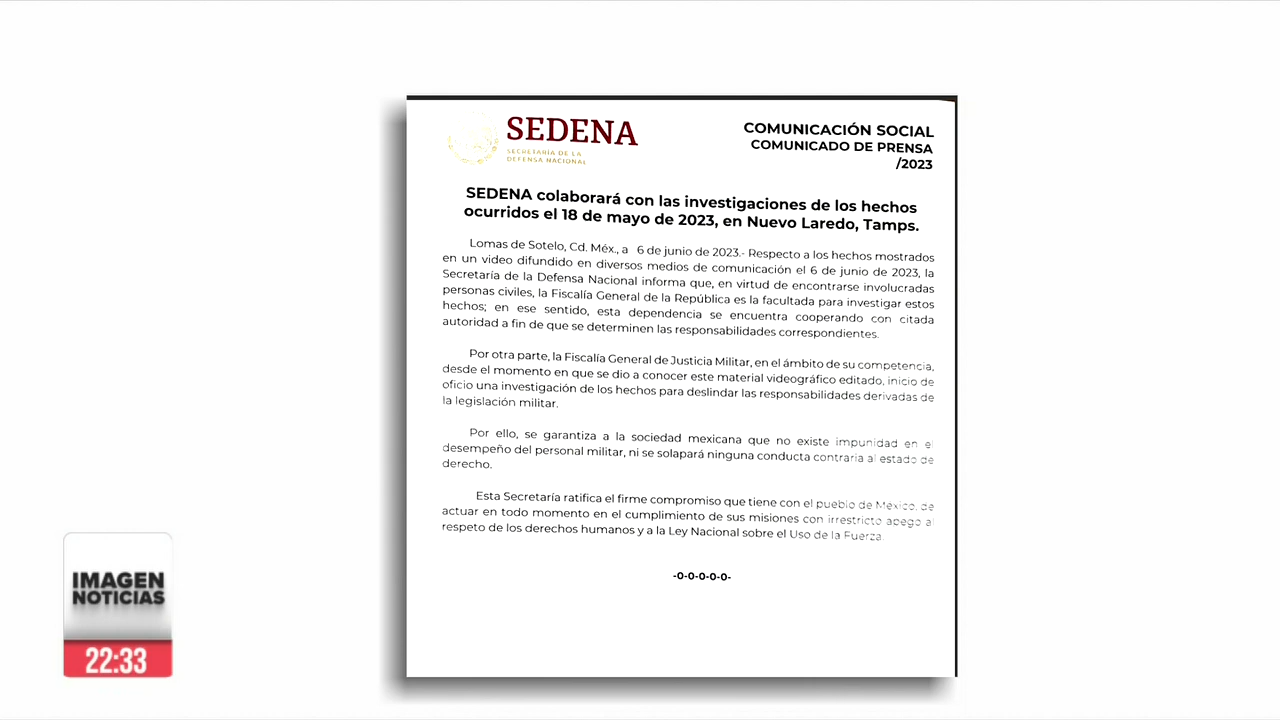 SEDENA
SECRETARÍA DE LA
DEFENSA NACIONAL
COMUNICACIÓN SOCIAL
COMUNICADO DE PRENSA
/2023
SEDENA colaborará con las investigaciones de los hechos
ocurridos el 18 de mayo de 2023, en Nuevo Laredo, Tamps.
Lomas de Sotelo, Cd. Méx., a 6 de junio de 2023.- Respecto a los hechos mostrados
en un video difundido en diversos medios de comunicación el 6 de junio de 2023, la
Secretaría de la Defensa Nacional informa que, en virtud de encontrarse involucradas
personas civiles, la Fiscalía General de la República es la facultada para investigar estos
hechos; en ese sentido, esta dependencia se encuentra cooperando con citada
autoridad a fin de que se determinen las responsabilidades correspondientes.
Por otra parte, la Fiscalía General de Justicia Militar, en el ámbito de su competencia,
desde el momento en que se dio a conocer este material videográfico editado, inicio de
oficio una investigación de los hechos para deslindar las responsabilidades derivadas de
la legislación militar.
Por ello, se garantiza a la sociedad mexicana que no existe impunidad en el
desempeño del personal militar, ni se solapará ninguna conducta contraria al estado de
derecho.
Esta Secretaría ratifica el firme compromiso que tiene con el pueblo de México, de
actuar en todo momento en el cumplimiento de sus misiones con irrestricto apego al
respeto de los derechos humanos y a la Ley Nacional sobre el Uso de la Fuerza.
-0-0-0-0-0-
IMAGEN
NOTICIAS
22:33